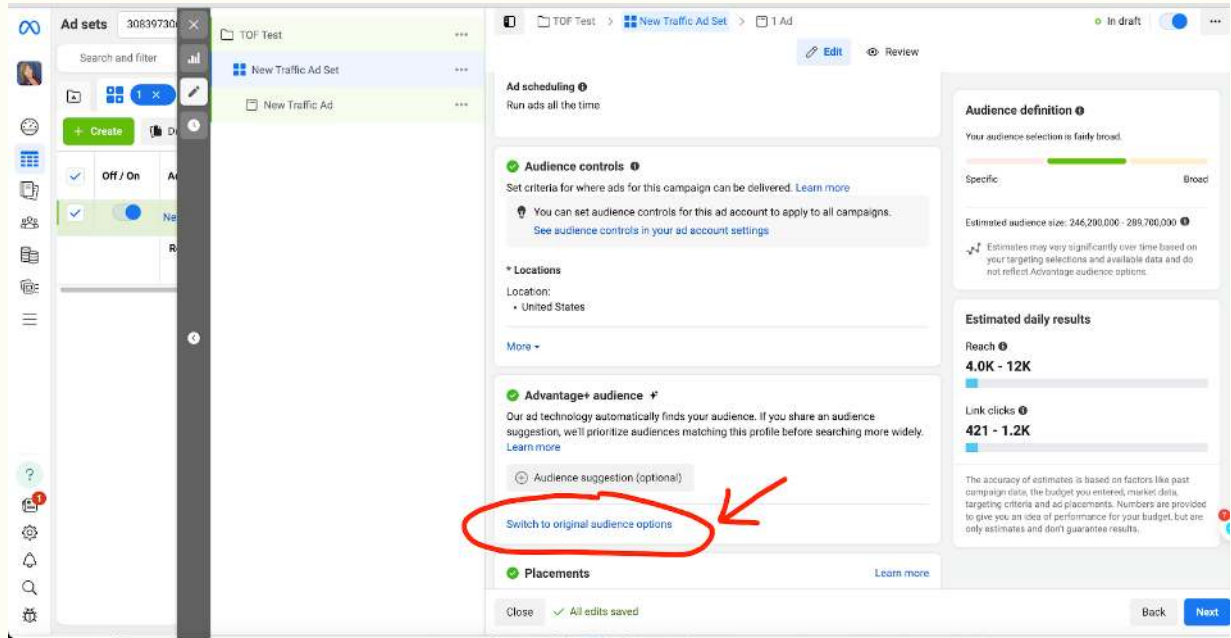 Ad sets
Search and filter
1 ×
+ Create
Off / On
TOF Test
New Traffic Ad Set
New Traffic Ad
TOF Test > New Traffic Ad Set > 1 Ad
In draft
Edit
Review
Ad scheduling
Run ads all the time
Audience controls
Set criteria for where ads for this campaign can be delivered. Learn more
You can set audience controls for this ad account to apply to all campaigns.
See audience controls in your ad account settings
* Locations
Location:
• United States
More
Advantage+ audience
Our ad technology automatically finds your audience. If you share an audience
suggestion, we'll prioritize audiences matching this profile before searching more widely.
Learn more
Audience suggestion (optional)
Switch to original audience options
Placements
Learn more
Close
All edits saved
Back
Next
Audience definition
Your audience selection is fairly broad.
Specific
Broad
Estimated audience size: 246,200,000 - 289,700,000
Estimates may vary significantly over time based on
your targeting selections and available data and do
not reflect Advantage audience options.
Estimated daily results
Reach
4.0K - 12K
Link clicks
421 - 1.2K
The accuracy of estimates is based on factors like past
campaign data, the budget you entered, market data,
targeting criteria and ad placements. Numbers are provided
to give you an idea of performance for your budget, but are
only estimates and don't guarantee results.